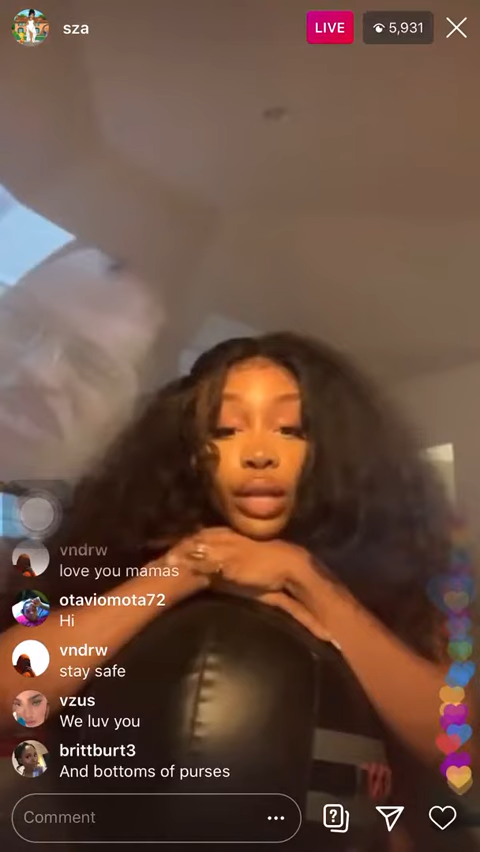 sza
LIVE
5,931
vndrw
love you mamas
otaviomota72
Hi
vndrw
stay safe
vzus
We luv you
brittburt3
And bottoms of purses
Comment